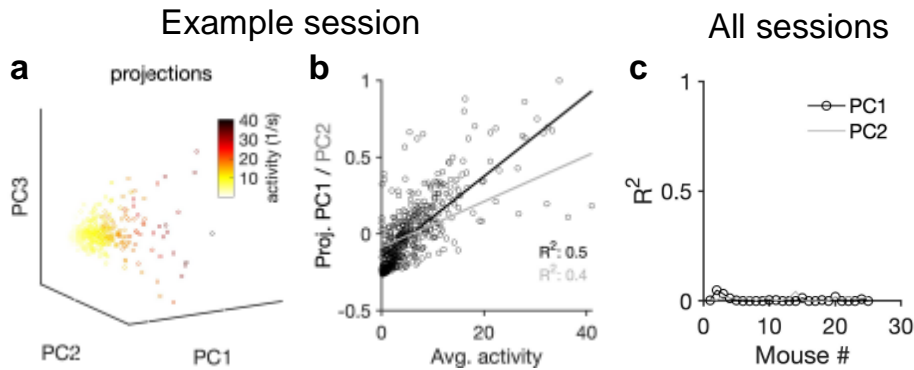 Example session
All sessions
a
projections
40
30
20
10
activity (1/s)
PC3
PC2
PC1
b
1
0.5
0
-0.5
Proj. PC1 / PC2
R²: 0.5
R²: 0.4
0
20
40
Avg. activity
c
1
0.5
0
R²
PC1
PC2
0
10
20
30
Mouse #